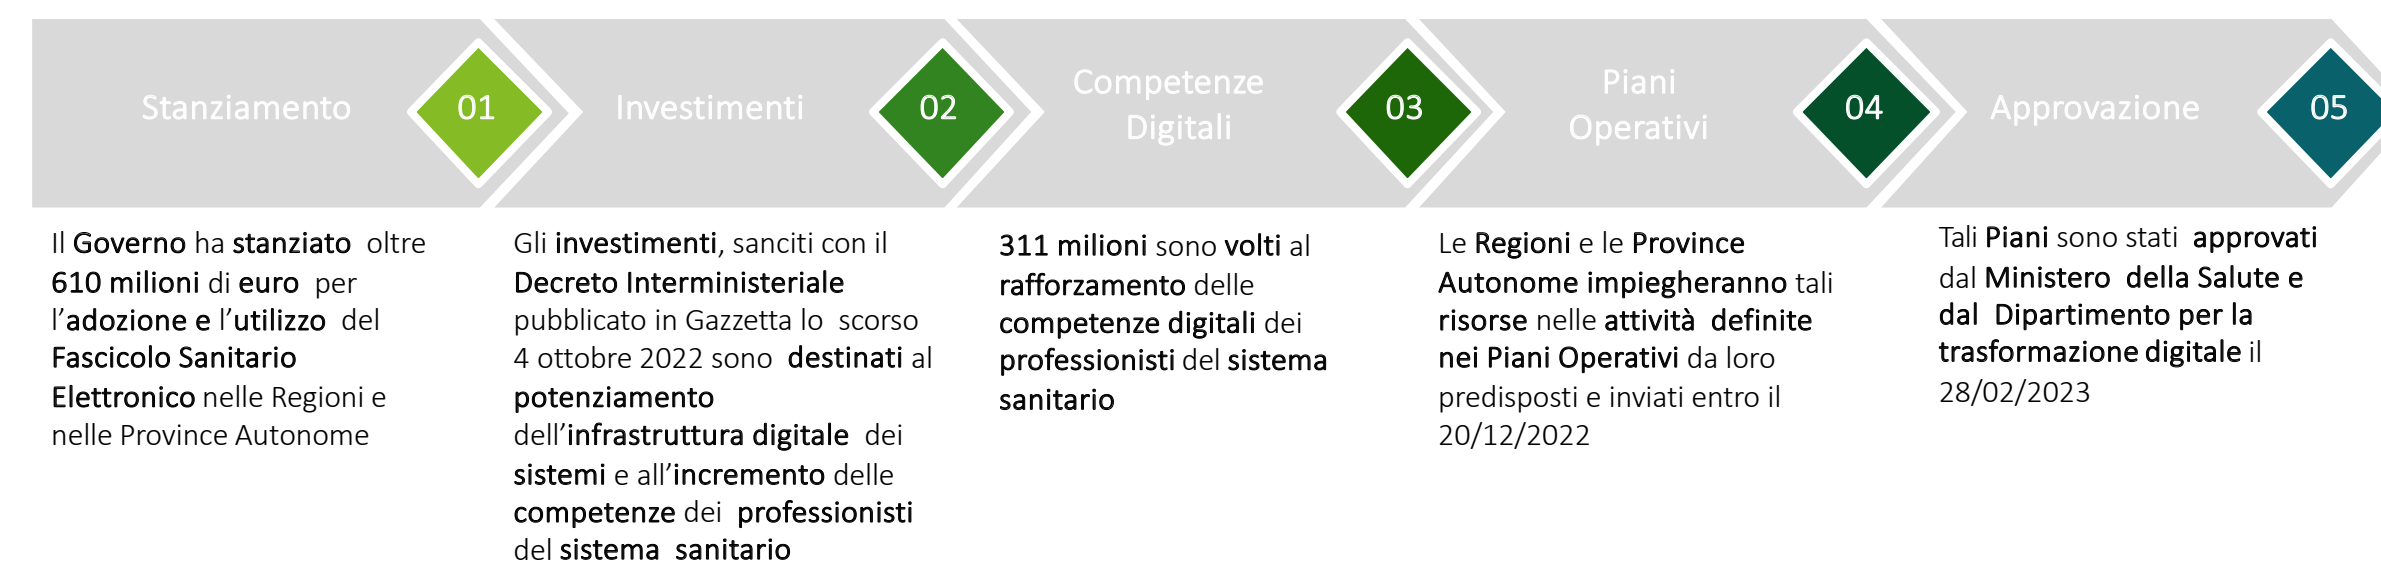 Stanziamento
01
Investimenti
02
Competenze
Digitali
03
Piani
Operativi
04
Approvazione
05
Il Governo ha stanziato oltre
610 milioni di euro per
l’adozione e l’utilizzo del
Fascicolo Sanitario
Elettronico nelle Regioni e
nelle Province Autonome
Gli investimenti, sanciti con il
Decreto Interministeriale
pubblicato in Gazzetta lo scorso
4 ottobre 2022 sono destinati al
potenziamento
dell’infrastruttura digitale dei
sistemi e all’incremento delle
competenze dei professionisti
del sistema sanitario
311 milioni sono volti al
rafforzamento delle
competenze digitali dei
professionisti del sistema
sanitario
Le Regioni e le Province
Autonome impiegheranno tali
risorse nelle attività definite
nei Piani Operativi da loro
predisposti e inviati entro il
20/12/2022
Tali Piani sono stati approvati
dal Ministero della Salute e
dal Dipartimento per la
trasformazione digitale il
28/02/2023